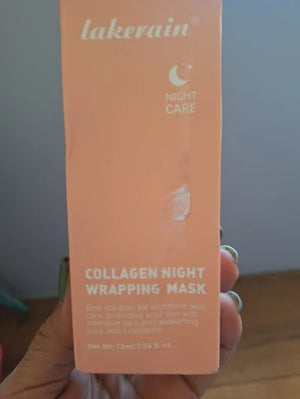 lakerain®
NIGHT
CARE
COLLAGEN NIGHT
WRAPPING MASK
Best solution for nighttime skin
care, providing your skin with
intensive care and awakening
your skin's radiance.
Net Wt. 75ml/2.54 fl. oz.